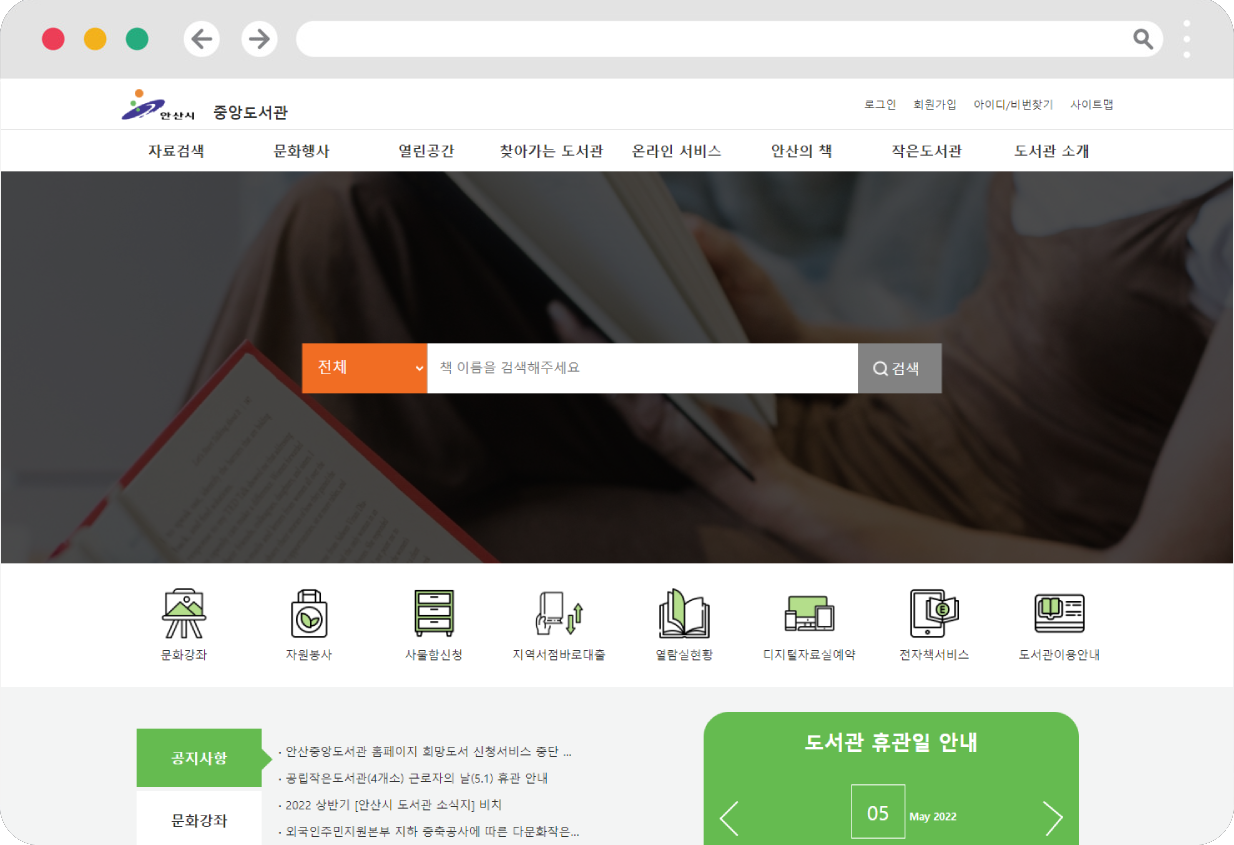 안산시 중앙도서관
로그인 회원가입 아이디/비번찾기 사이트맵
자료검색 문화행사 열린공간 찾아가는 도서관 온라인 서비스 안산의 책 작은도서관 도서관 소개
전체 책 이름을 검색해주세요 검색
문화강좌 자원봉사 사물함신청 지역서점바로대출 열람실현황 디지털자료실예약 전자책서비스 도서관이용안내
공지사항
· 안산중앙도서관 홈페이지 희망도서 신청서비스 중단 ...
· 공립작은도서관(4개소) 근로자의 날(5.1) 휴관 안내
· 2022 상반기 [안산시 도서관 소식지] 비치
· 외국인주민지원본부 지하 증축공사에 따른 다문화작은...
문화강좌
도서관 휴관일 안내
05 May 2022